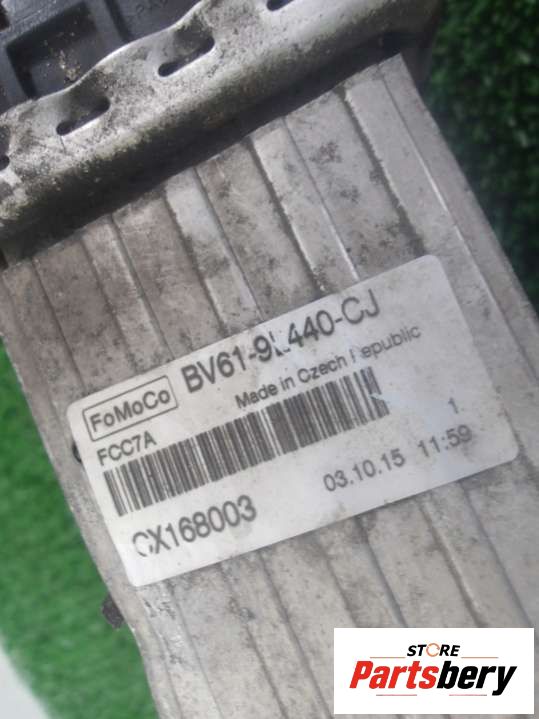 FoMoCo BV61-9L440-CJ
Made in Czech Republic
FCC7A
1
03.10.15 11:59
CX168003
STORE
Partsbery